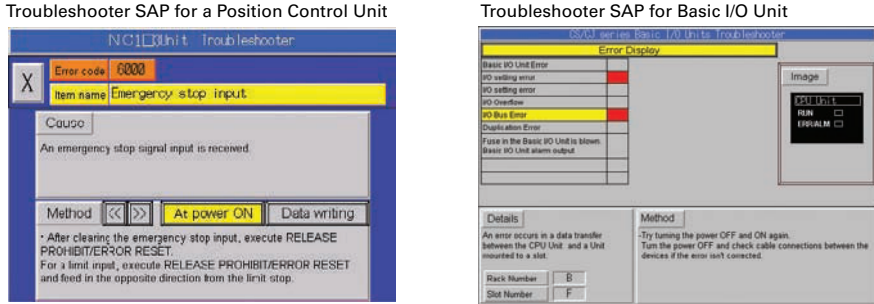 Troubleshooter SAP for a Position Control Unit
NC1□3Unit Troubleshooter
X
Error code 6000
Item name Emergency stop input
Cause
An emergency stop signal input is received.
Method << >> At power ON Data writing
・After clearing the emergency stop input, execute RELEASE
PROHIBIT/ERROR RESET.
For a limit input, execute RELEASE PROHIBIT/ERROR RESET
and feed in the opposite direction from the limit stop.
Troubleshooter SAP for Basic I/O Unit
CS/CJ series Basic I/O Units Troubleshooter
Error Display
Basic I/O Unit Error
I/O setting error
I/O setting error
I/O Overflow
I/O Bus Error
Duplication Error
Fuse in the Basic I/O Unit is blown.
Basic I/O Unit alarm output
Image
CPU Unit
RUN
ERR/ALM
Details
An error occurs in a data transfer
between the CPU Unit and a Unit
mounted to a slot.
Rack Number B
Slot Number F
Method
-Try turning the power OFF and ON again.
Turn the power OFF and check cable connections between the
devices if the error isn't corrected.